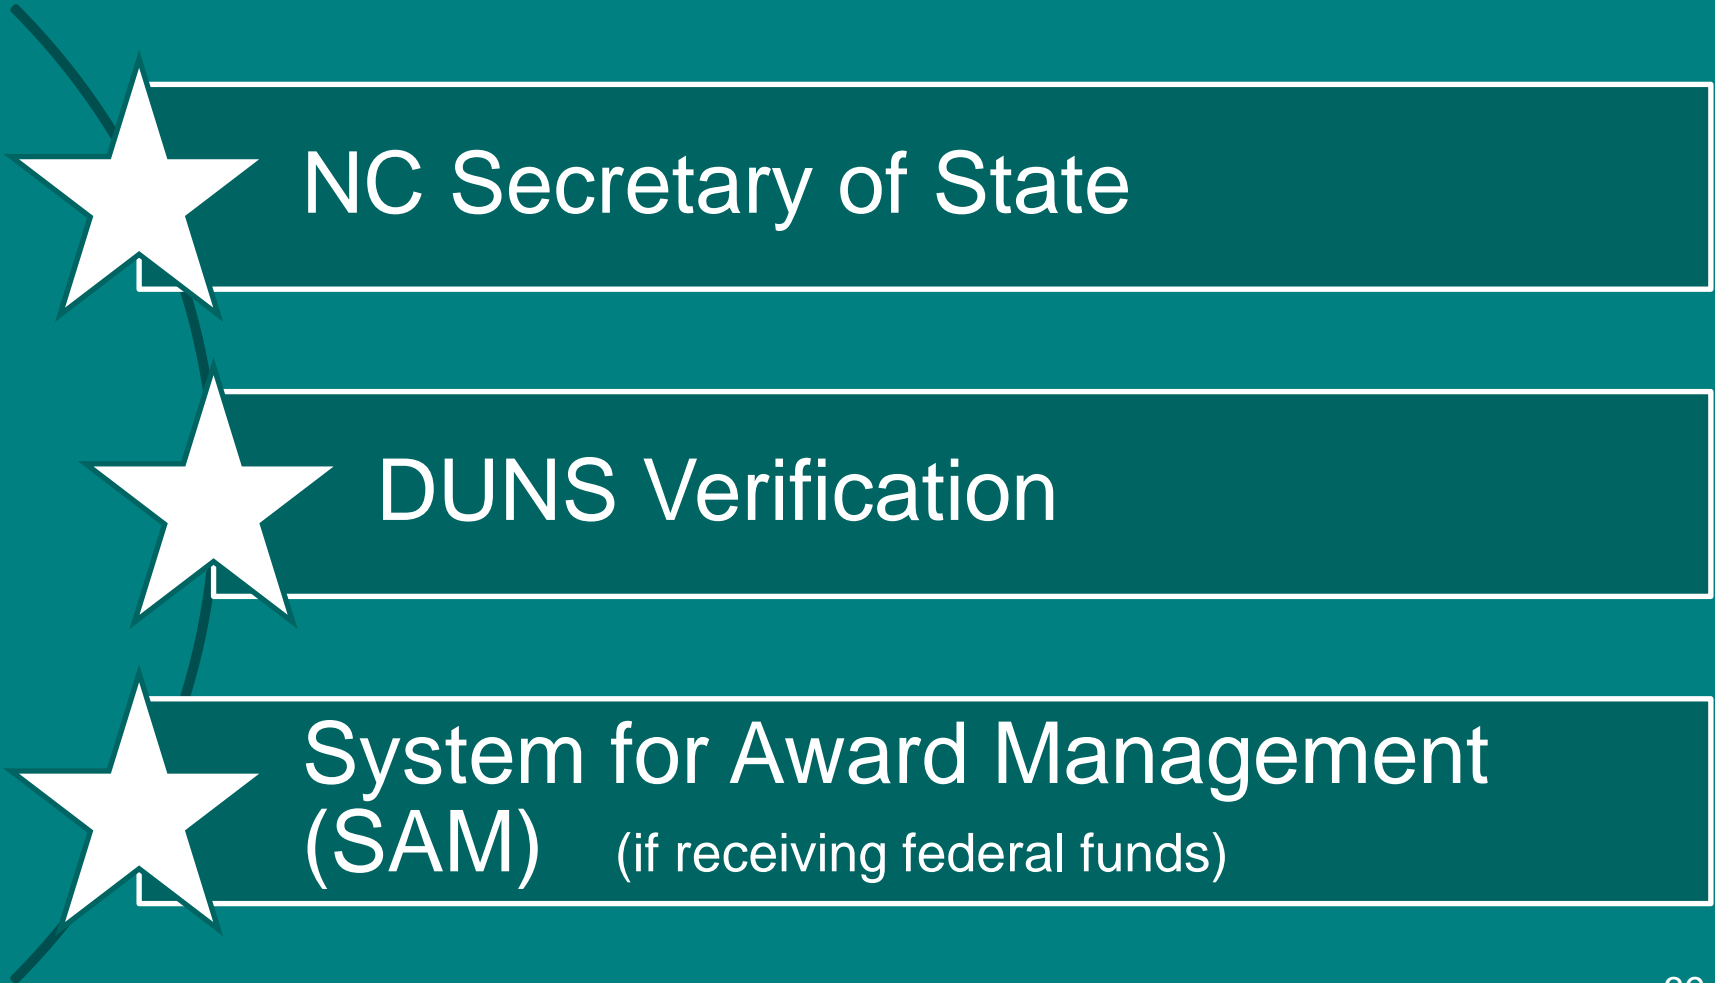 NC Secretary of State
DUNS Verification
System for Award Management
(SAM) (if receiving federal funds)